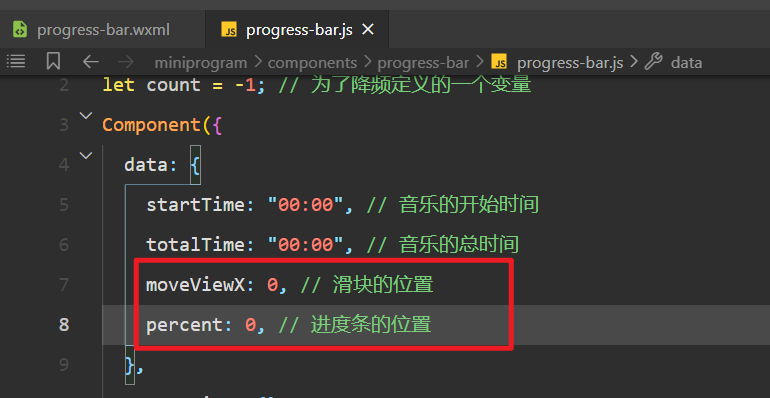 progress-bar.wxml JS progress-bar.js
miniprogram > components > progress-bar > JS progress-bar.js > data
2 let count = -1; // 为了降频定义的一个变量
3 Component({
4 data: {
5 startTime: "00:00", // 音乐的开始时间
6 totalTime: "00:00", // 音乐的总时间
7 moveViewX: 0, // 滑块的位置
8 percent: 0, // 进度条的位置
9 },